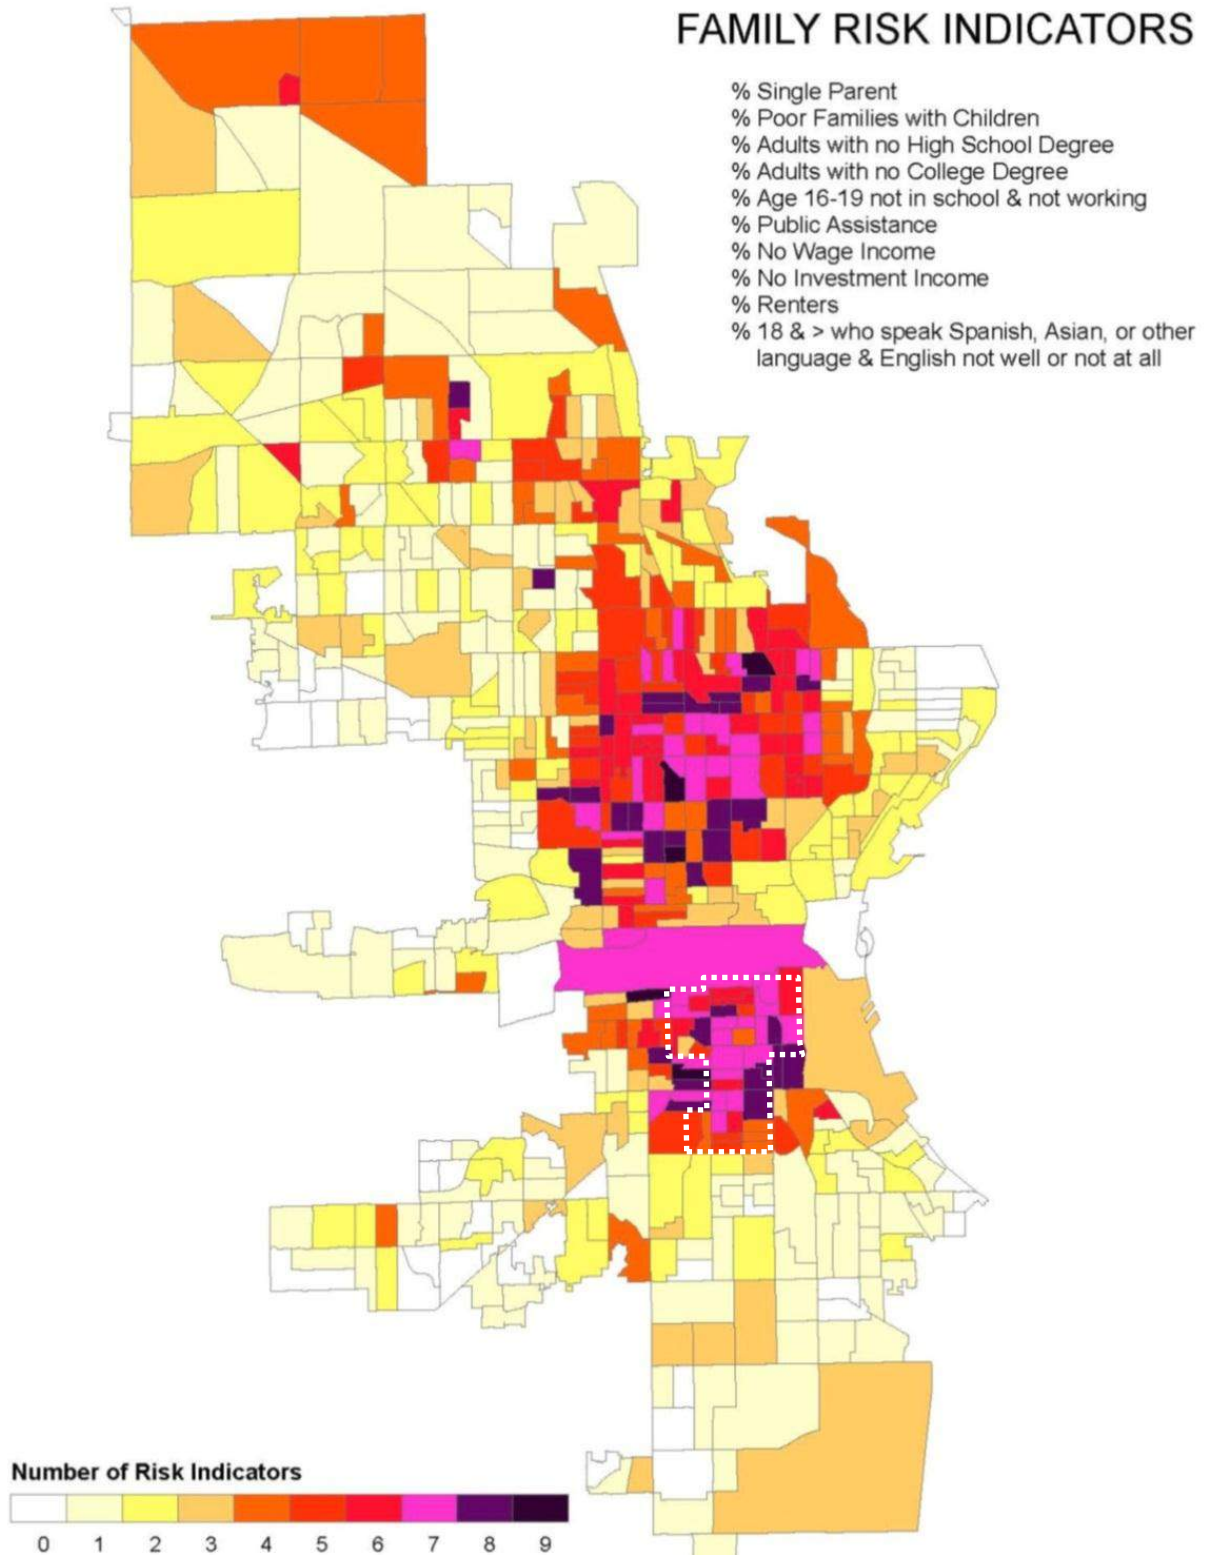 FAMILY RISK INDICATORS
% Single Parent
% Poor Families with Children
% Adults with no High School Degree
% Adults with no College Degree
% Age 16-19 not in school & not working
% Public Assistance
% No Wage Income
% No Investment Income
% Renters
% 18 & > who speak Spanish, Asian, or other
language & English not well or not at all
Number of Risk Indicators
0 1 2 3 4 5 6 7 8 9